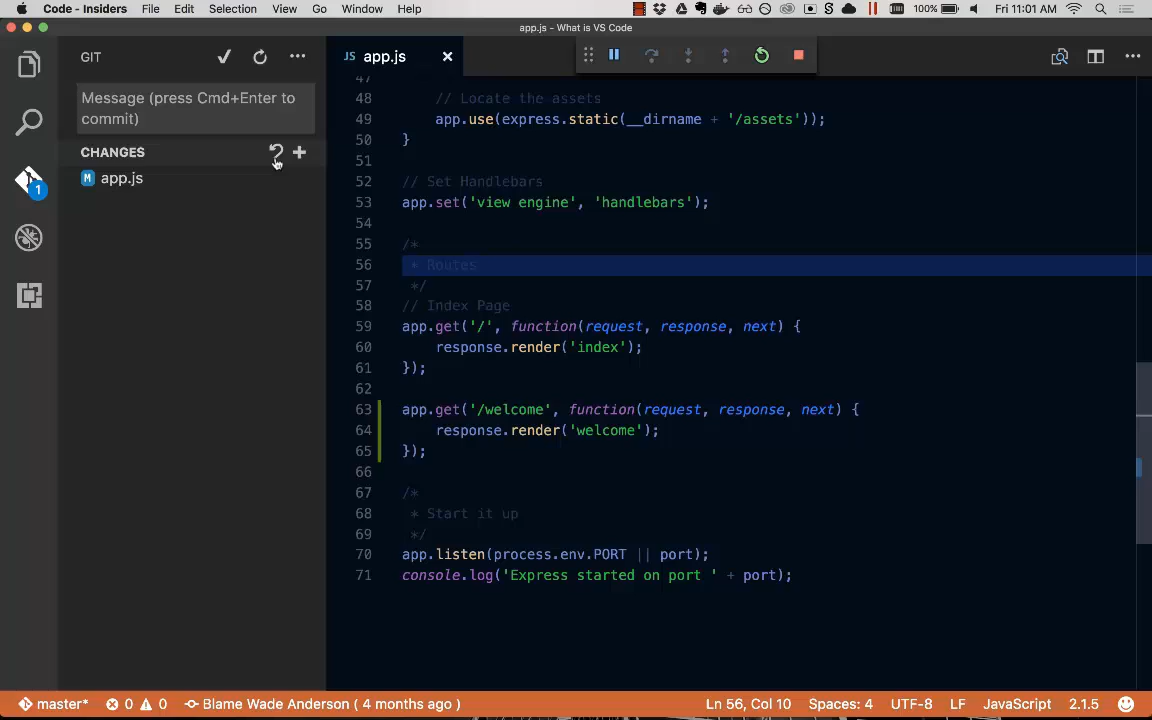 Code - Insiders File Edit Selection View Go Window Help 100% Fri 11:01 AM
app.js - What is VS Code
GIT
JS app.js
Message (press Cmd+Enter to
commit)
CHANGES
M app.js
1
47
48 // Locate the assets
49 app.use(express.static(__dirname + '/assets'));
50 }
51
52 // Set Handlebars
53 app.set('view engine', 'handlebars');
54
55 /*
56 * Routes
57 */
58 // Index Page
59 app.get('/', function(request, response, next) {
60 response.render('index');
61 });
62
63 app.get('/welcome', function(request, response, next) {
64 response.render('welcome');
65 });
66
67 /*
68 * Start it up
69 */
70 app.listen(process.env.PORT || port);
71 console.log('Express started on port ' + port);
master* 0 0 Blame Wade Anderson ( 4 months ago ) Ln 56, Col 10 Spaces: 4 UTF-8 LF JavaScript 2.1.5